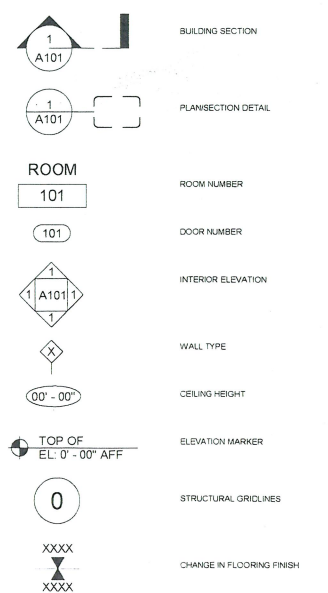 1 BUILDING SECTION
A101
1 PLAN/SECTION DETAIL
A101
ROOM
101 ROOM NUMBER
101 DOOR NUMBER
1
1 A101 1 INTERIOR ELEVATION
1
X WALL TYPE
00' - 00" CEILING HEIGHT
TOP OF ELEVATION MARKER
EL: 0' - 00" AFF
0 STRUCTURAL GRIDLINES
XXXX
CHANGE IN FLOORING FINISH
XXXX